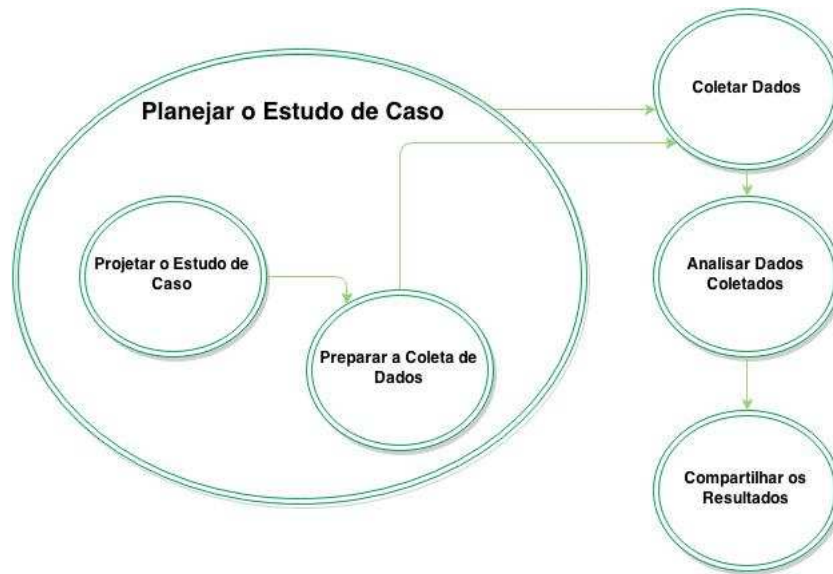 Planejar o Estudo de Caso
Projetar o Estudo de
Caso
Preparar a Coleta de
Dados
Coletar Dados
Analisar Dados
Coletados
Compartilhar os
Resultados